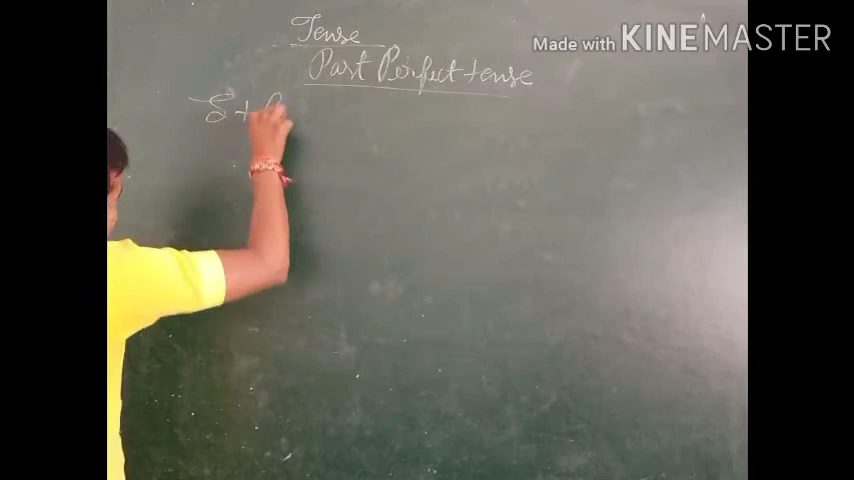 Tense
Made with KINEMASTER
Past Perfect tense
S +